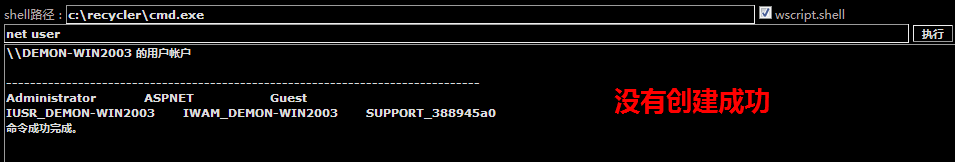 shell路径：c:\recycler\cmd.exe wscript.shell
net user 执行
\\DEMON-WIN2003 的用户帐户
-------------------------------------------------------------------------------
Administrator ASPNET Guest
没有创建成功
IUSR_DEMON-WIN2003 IWAM_DEMON-WIN2003 SUPPORT_388945a0
命令成功完成。